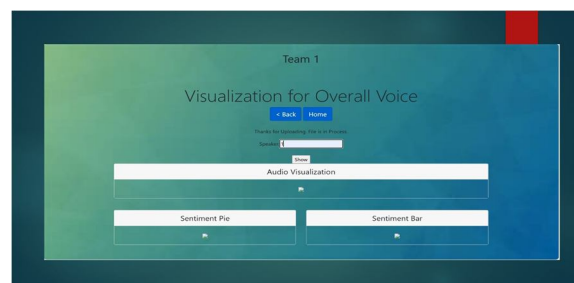 Team 1
Visualization for Overall Voice
< Back Home
Thanks for Uploading. File is in Process
Speaker: 1
Show
Audio Visualization
Sentiment Pie Sentiment Bar